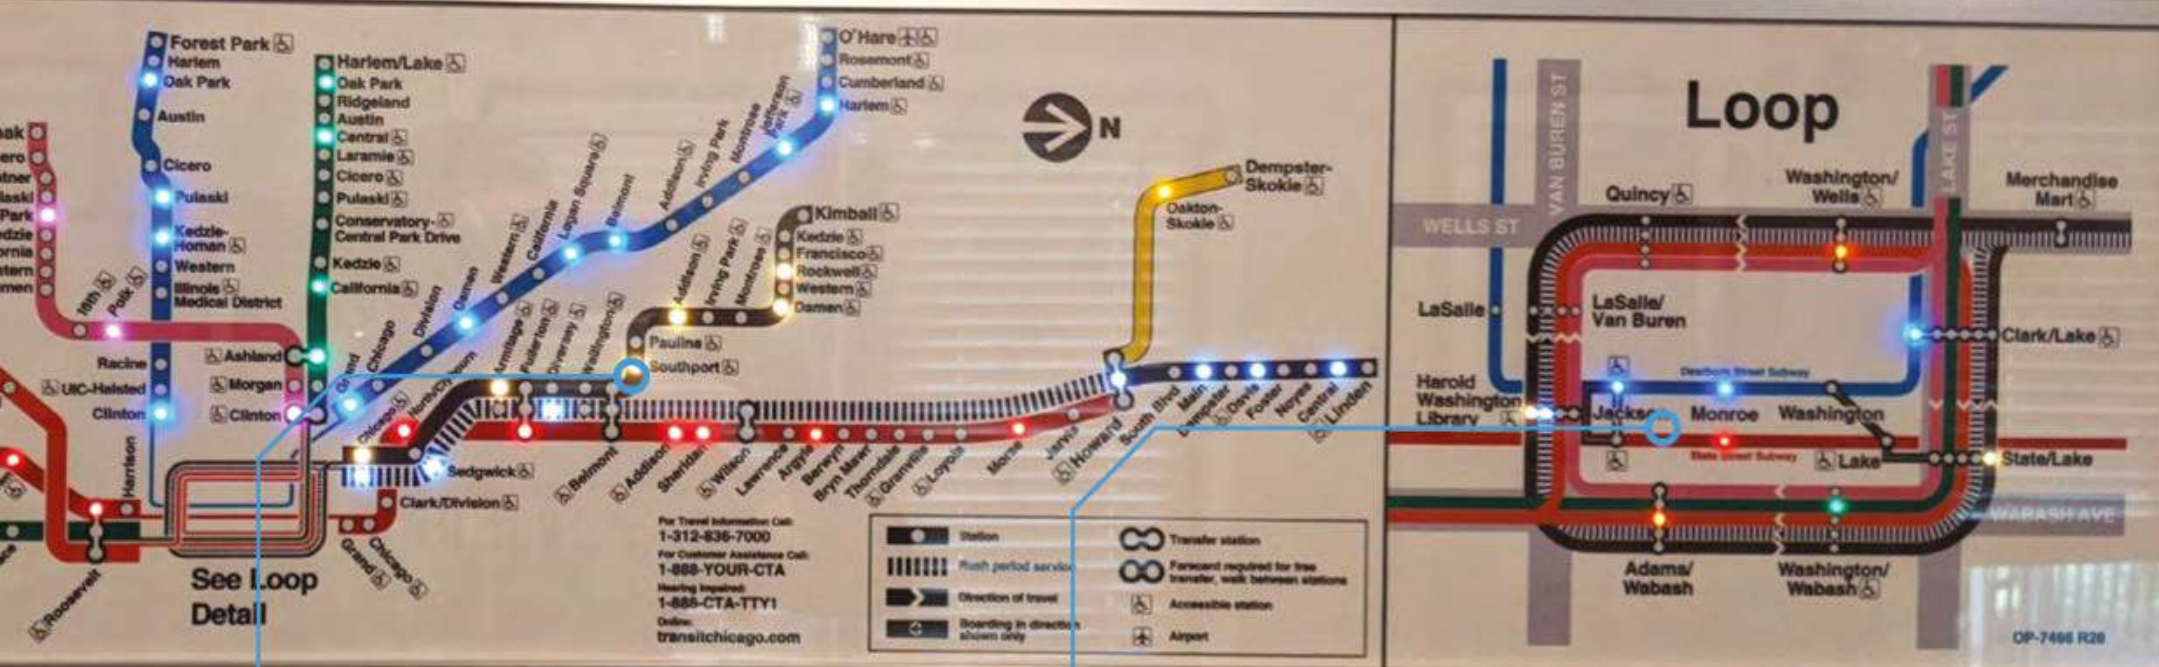 Forest Park
Harlem
Oak Park
Austin
Cicero
Pulaski
Kedzie-
Homan
Western
Illinois
Medical District
Racine
UIC-Halsted
Clinton
Harlem/Lake
Oak Park
Ridgeland
Austin
Central
Laramie
Cicero
Pulaski
Conservatory-
Central Park Drive
Kedzie
California
Ashland
Morgan
Clinton
Park
18th
Polk
Harrison
Roosevelt
O'Hare
Rosemont
Cumberland
Harlem
Jefferson
Park
Montrose
Irving Park
Addison
Belmont
Logan Square
California
Western
Damen
Division
Chicago
Grand
Kimball
Kedzie
Francisco
Rockwell
Western
Damen
Montrose
Irving Park
Addison
Paulina
Southport
Wellington
Diversey
Fullerton
Armitage
North/Clybourn
Chicago
Sedgwick
Clark/Division
Grand
Chicago
Belmont
Addison
Sheridan
Wilson
Lawrence
Argyle
Berwyn
Bryn Mawr
Thorndale
Granville
Loyola
Morse
Jarvis
Howard
South Blvd
Main
Dempster
Davis
Foster
Noyes
Central
Linden
Dempster-
Skokie
Oakton-
Skokie
N
See Loop
Detail
For Travel Information Call:
1-312-836-7000
For Customer Assistance Call:
1-888-YOUR-CTA
Hearing Impaired:
1-888-CTA-TTY1
Online:
transitchicago.com
Station
Rush period service
Direction of travel
Boarding in direction
shown only
Transfer station
Farecard required for free
transfer, walk between stations
Accessible station
Airport
Loop
VAN BUREN ST
LAKE ST
WELLS ST
WABASH AVE
Quincy
Washington/
Wells
Merchandise
Mart
LaSalle
LaSalle/
Van Buren
Clark/Lake
Harold
Washington
Library
Dearborn Street Subway
Monroe
Washington
State Street Subway
Lake
State/Lake
Adams/
Wabash
Washington/
Wabash
OP-7466 R28